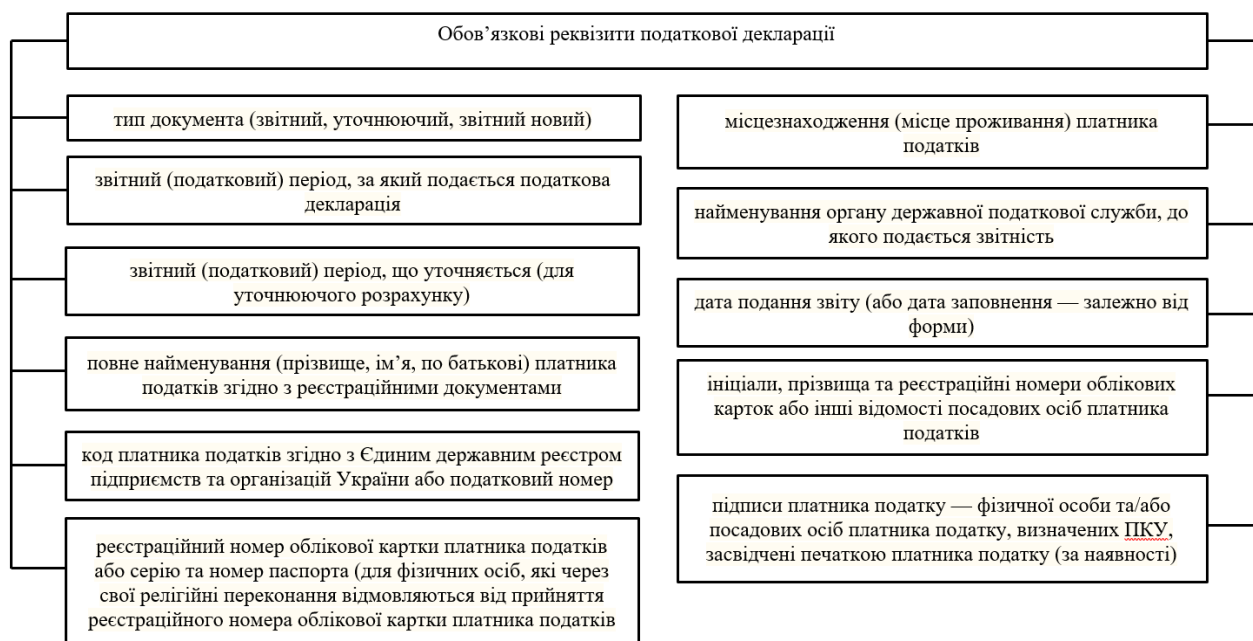 Обов’язкові реквізити податкової декларації
тип документа (звітний, уточнюючий, звітний новий)
звітний (податковий) період, за який подається податкова
декларація
звітний (податковий) період, що уточняється (для
уточнюючого розрахунку)
повне найменування (прізвище, ім’я, по батькові) платника
податків згідно з реєстраційними документами
код платника податків згідно з Єдиним державним реєстром
підприємств та організацій України або податковий номер
реєстраційний номер облікової картки платника податків
або серію та номер паспорта (для фізичних осіб, які через
свої релігійні переконання відмовляються від прийняття
реєстраційного номера облікової картки платника податків
місцезнаходження (місце проживання) платника
податків
найменування органу державної податкової служби, до
якого подається звітність
дата подання звіту (або дата заповнення — залежно від
форми)
ініціали, прізвища та реєстраційні номери облікових
карток або інші відомості посадових осіб платника
податків
підписи платника податку — фізичної особи та/або
посадових осіб платника податку, визначених ПКУ,
засвідчені печаткою платника податку (за наявності)